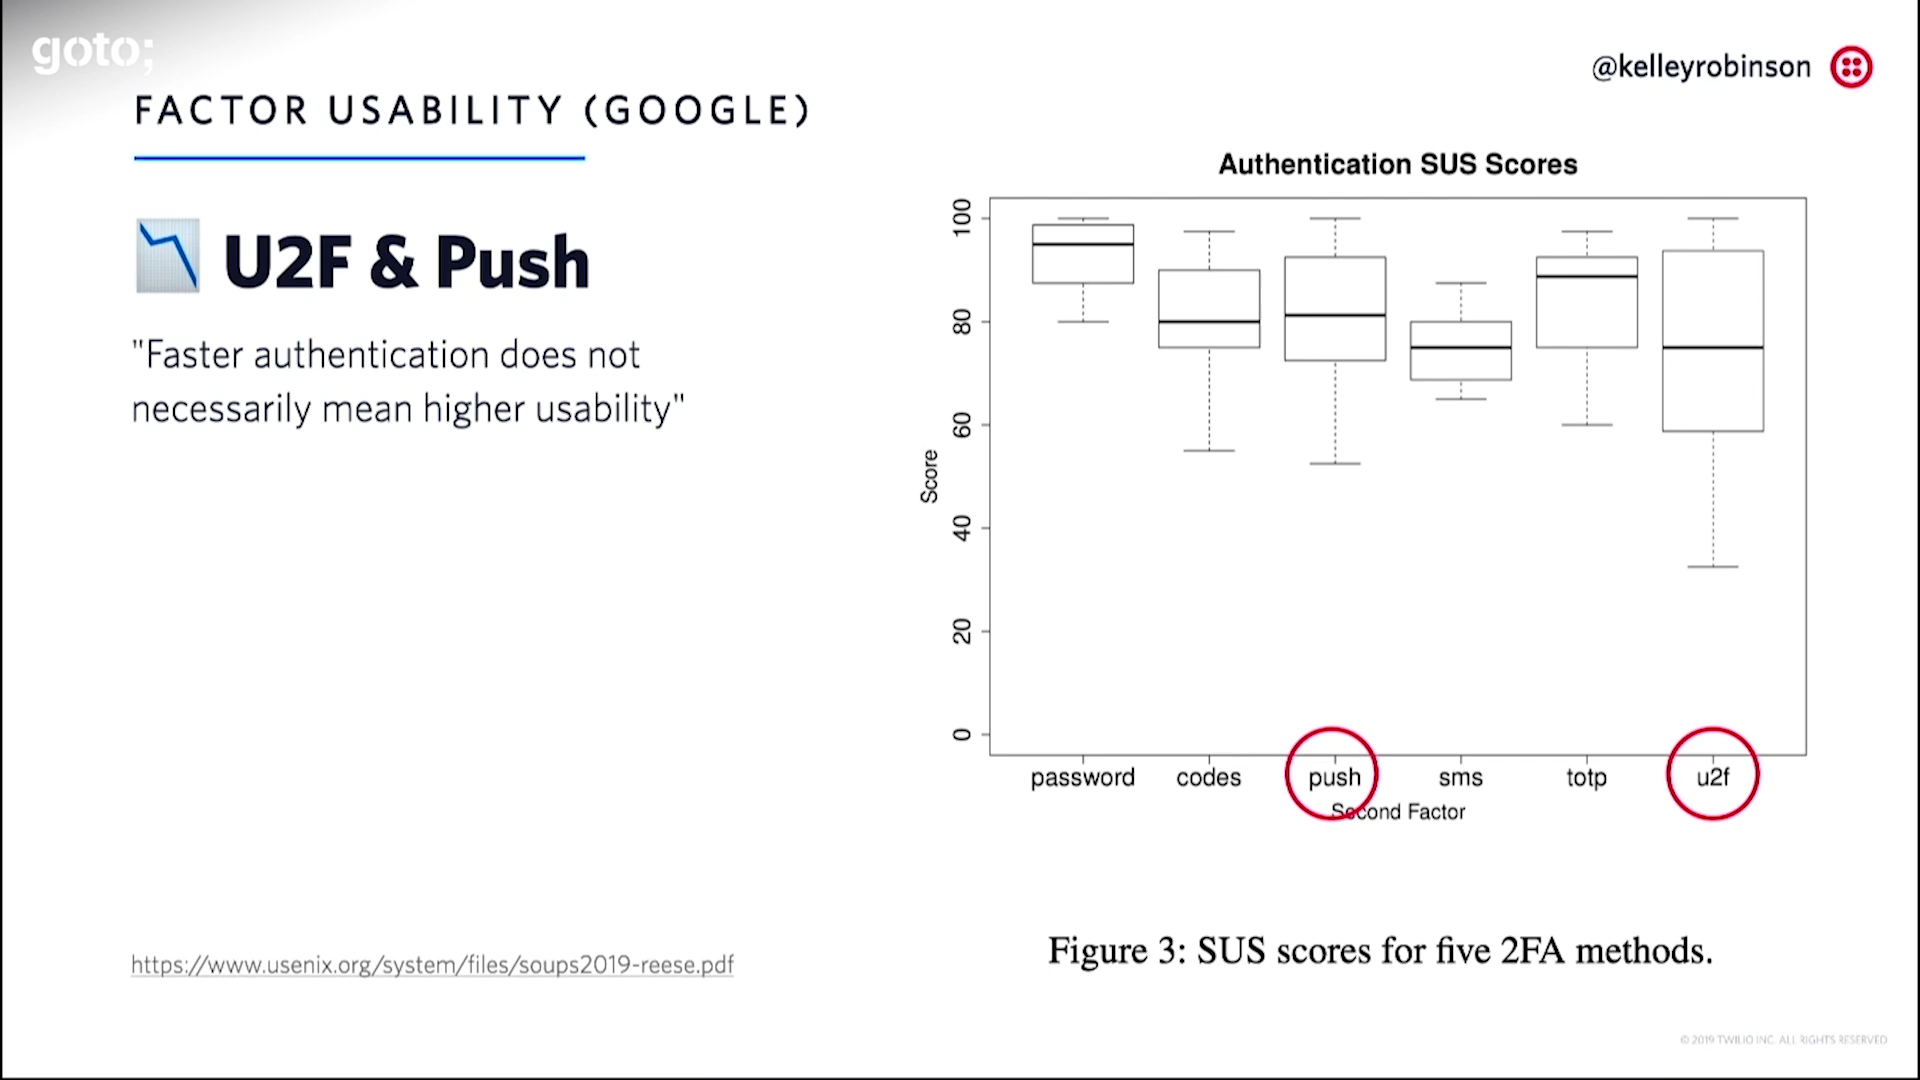 goto;
@kelleyrobinson
FACTOR USABILITY (GOOGLE)
U2F & Push
"Faster authentication does not
necessarily mean higher usability"
https://www.usenix.org/system/files/soups2019-reese.pdf
Authentication SUS Scores
100
80
60
40
20
0
Score
password codes push sms totp u2f
Second Factor
Figure 3: SUS scores for five 2FA methods.
© 2019 TWILIO INC. ALL RIGHTS RESERVED